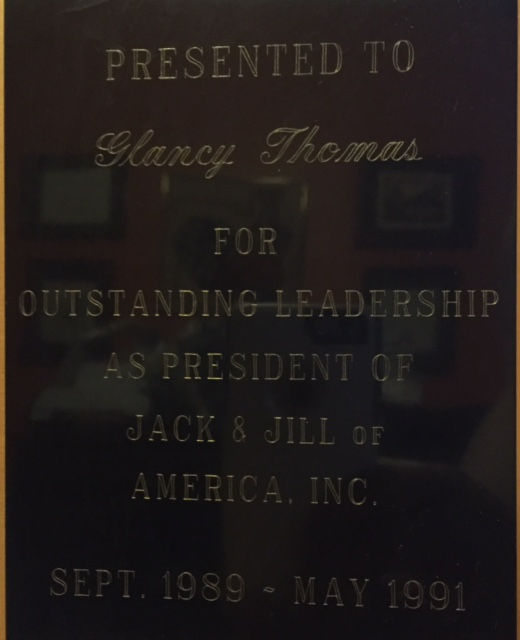 PRESENTED TO
Glancy Thomas
FOR
OUTSTANDING LEADERSHIP
AS PRESIDENT OF
JACK & JILL OF
AMERICA, INC.
SEPT. 1989 - MAY 1991